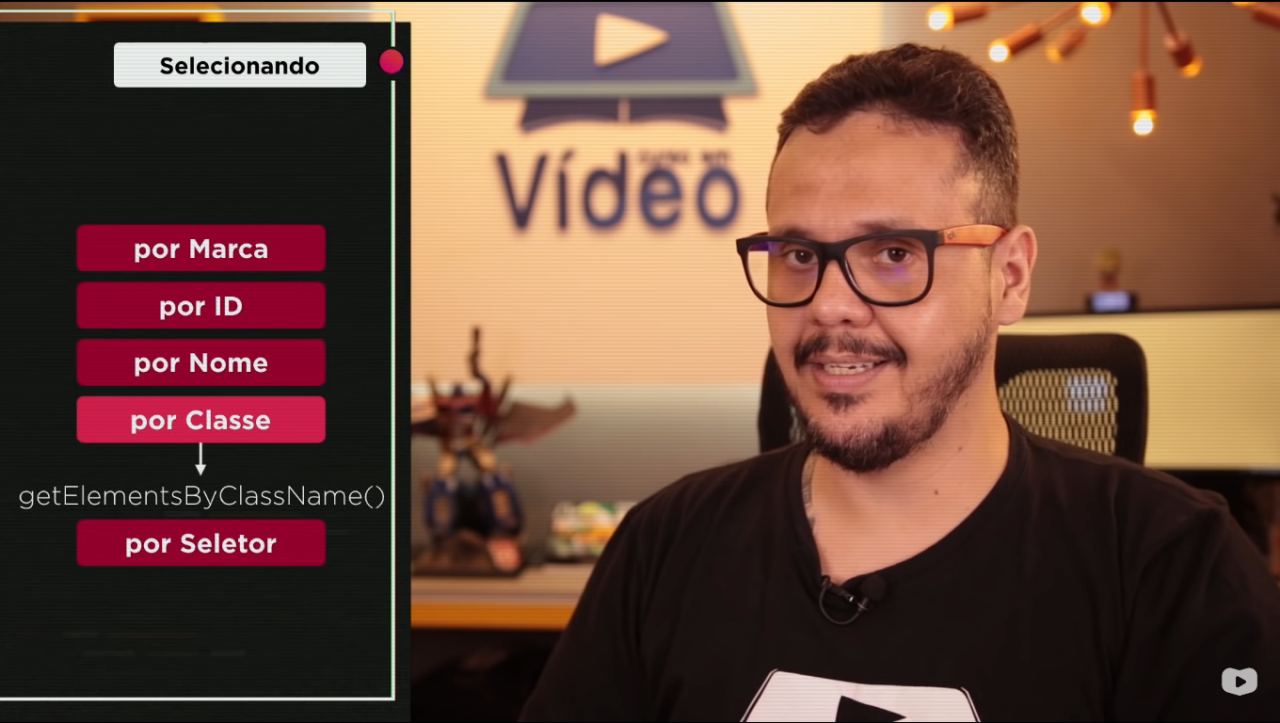 Selecionando
por Marca
por ID
por Nome
por Classe
getElementsByClassName()
por Seletor
Vídeo